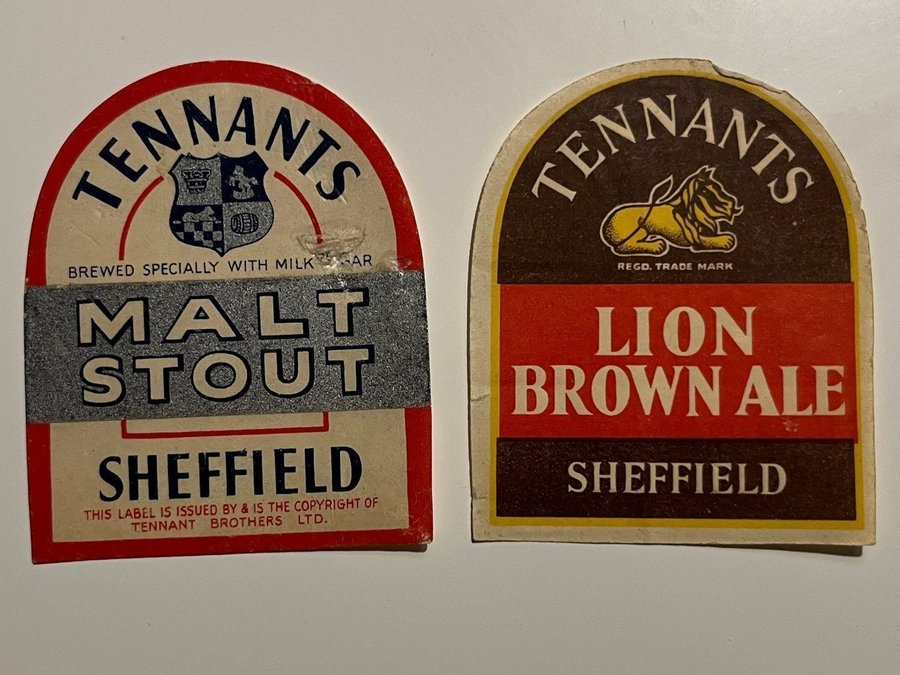 TENNANTS
BREWED SPECIALLY WITH MILK
MALT
STOUT
SHEFFIELD
THIS LABEL IS ISSUED BY & IS THE COPYRIGHT OF
TENNANT BROTHERS LTD.
TENNANTS
REGD. TRADE MARK
LION
BROWN ALE
SHEFFIELD